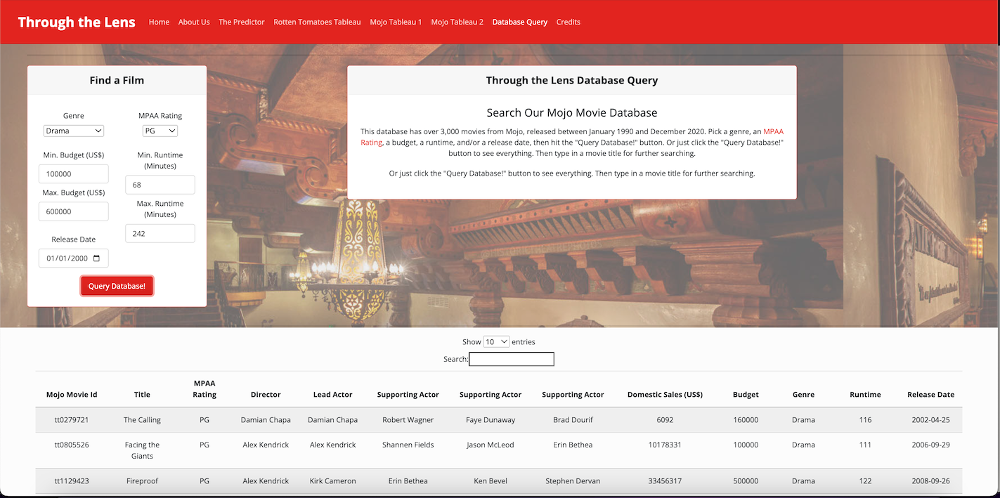 Through the Lens Home About Us The Predictor Rotten Tomatoes Tableau Mojo Tableau 1 Mojo Tableau 2 Database Query Credits
Find a Film
Genre MPAA Rating
Drama PG
Min. Budget (US$) Min. Runtime
(Minutes)
100000
68
Max. Budget (US$) Max. Runtime
(Minutes)
600000
242
Release Date
01/01/2000
Query Database!
Through the Lens Database Query
Search Our Mojo Movie Database
This database has over 3,000 movies from Mojo, released between January 1990 and December 2020. Pick a genre, an MPAA
Rating, a budget, a runtime, and/or a release date, then hit the "Query Database!" button. Or just click the "Query Database!"
button to see everything. Then type in a movie title for further searching.
Or just click the "Query Database!" button to see everything. Then type in a movie title for further searching.
Show 10 entries
Search:
Mojo Movie Id Title MPAA Rating Director Lead Actor Supporting Actor Supporting Actor Supporting Actor Domestic Sales (US$) Budget Genre Runtime Release Date
tt0279721 The Calling PG Damian Chapa Damian Chapa Robert Wagner Faye Dunaway Brad Dourif 6092 160000 Drama 116 2002-04-25
tt0805526 Facing the Giants PG Alex Kendrick Alex Kendrick Shannen Fields Jason McLeod Erin Bethea 10178331 100000 Drama 111 2006-09-29
tt1129423 Fireproof PG Alex Kendrick Kirk Cameron Erin Bethea Ken Bevel Stephen Dervan 33456317 500000 Drama 122 2008-09-26